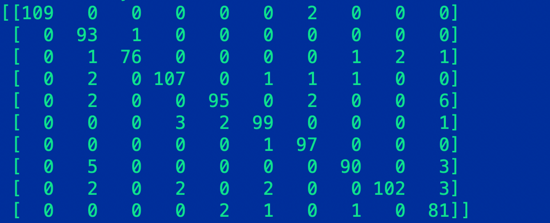 [[109 0 0 0 0 0 2 0 0 0]
[ 0 93 1 0 0 0 0 0 0 0]
[ 0 1 76 0 0 0 0 1 2 1]
[ 0 2 0 107 0 1 1 1 0 0]
[ 0 2 0 0 95 0 2 0 0 6]
[ 0 0 0 3 2 99 0 0 0 1]
[ 0 0 0 0 0 1 97 0 0 0]
[ 0 5 0 0 0 0 0 90 0 3]
[ 0 2 0 2 0 2 0 0 102 3]
[ 0 0 0 0 2 1 0 1 0 81]]